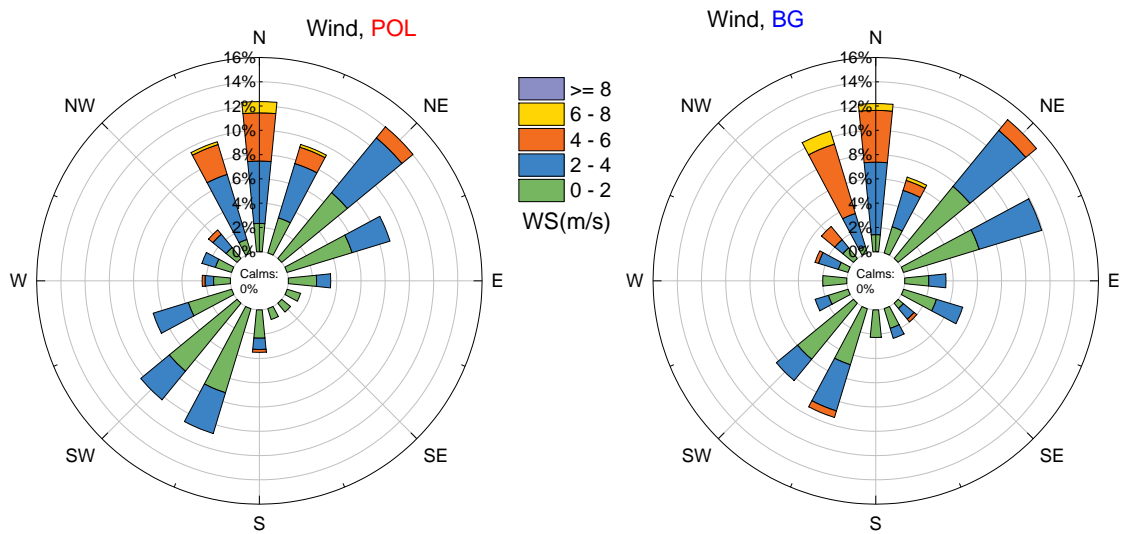 Wind, POL
N
16%
14%
12%
10%
8%
6%
4%
2%
0%
NW
NE
W
E
Calms:
0%
SW
SE
S
>= 8
6 - 8
4 - 6
2 - 4
0 - 2
WS(m/s)
Wind, BG
N
16%
14%
12%
10%
8%
6%
4%
2%
0%
NW
NE
W
E
Calms:
0%
SW
SE
S